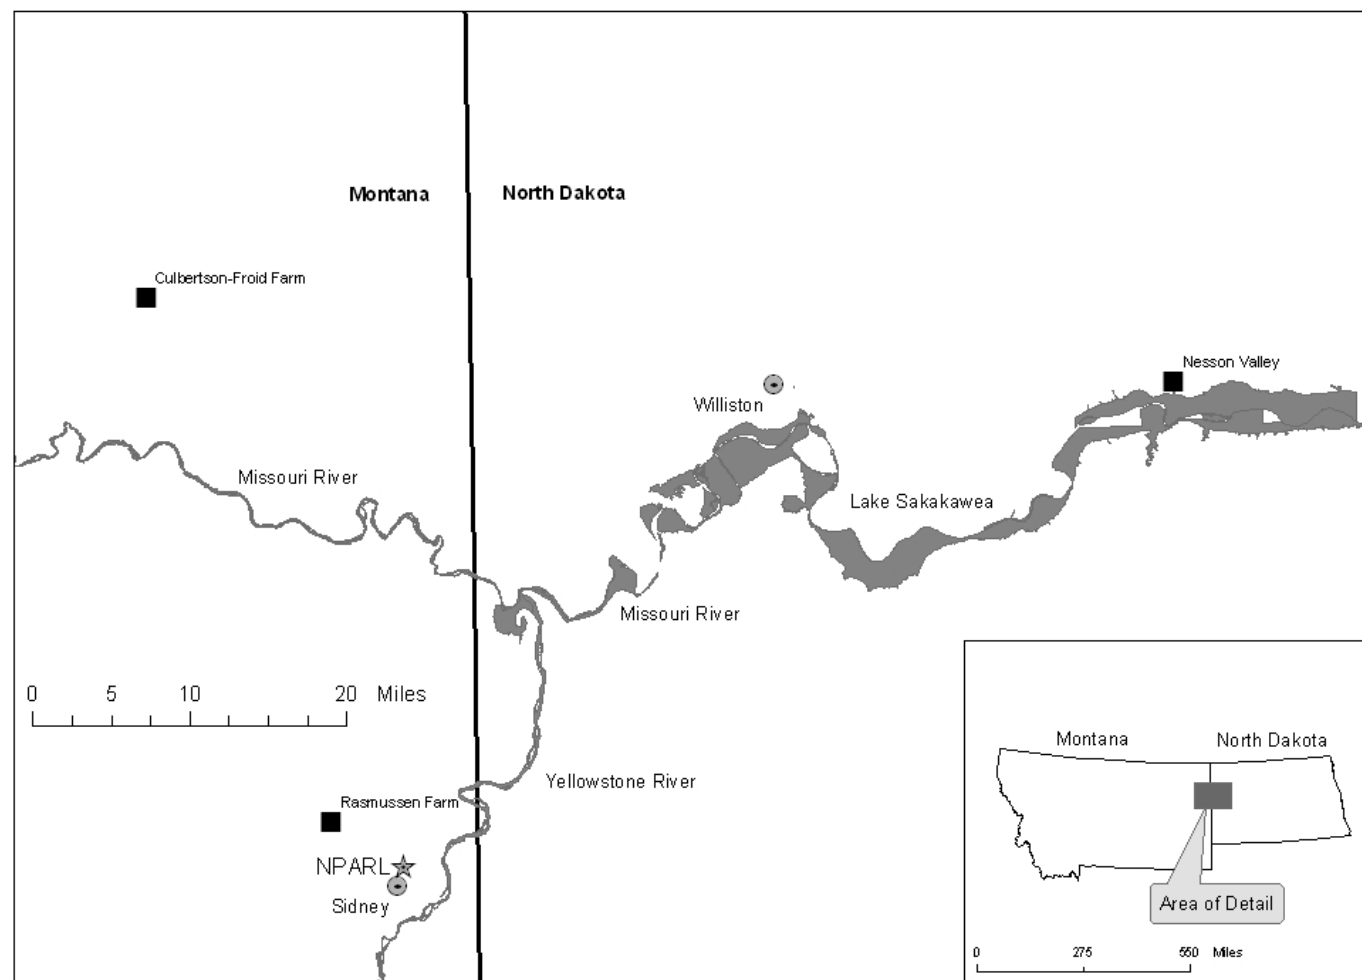 Montana
North Dakota
Culbertson-Froid Farm
Nesson Valley
Williston
Missouri River
Lake Sakakawea
Missouri River
0 5 10 20 Miles
Yellowstone River
Rasmussen Farm
NPARL
Sidney
Montana
North Dakota
Area of Detail
0 275 550 Miles